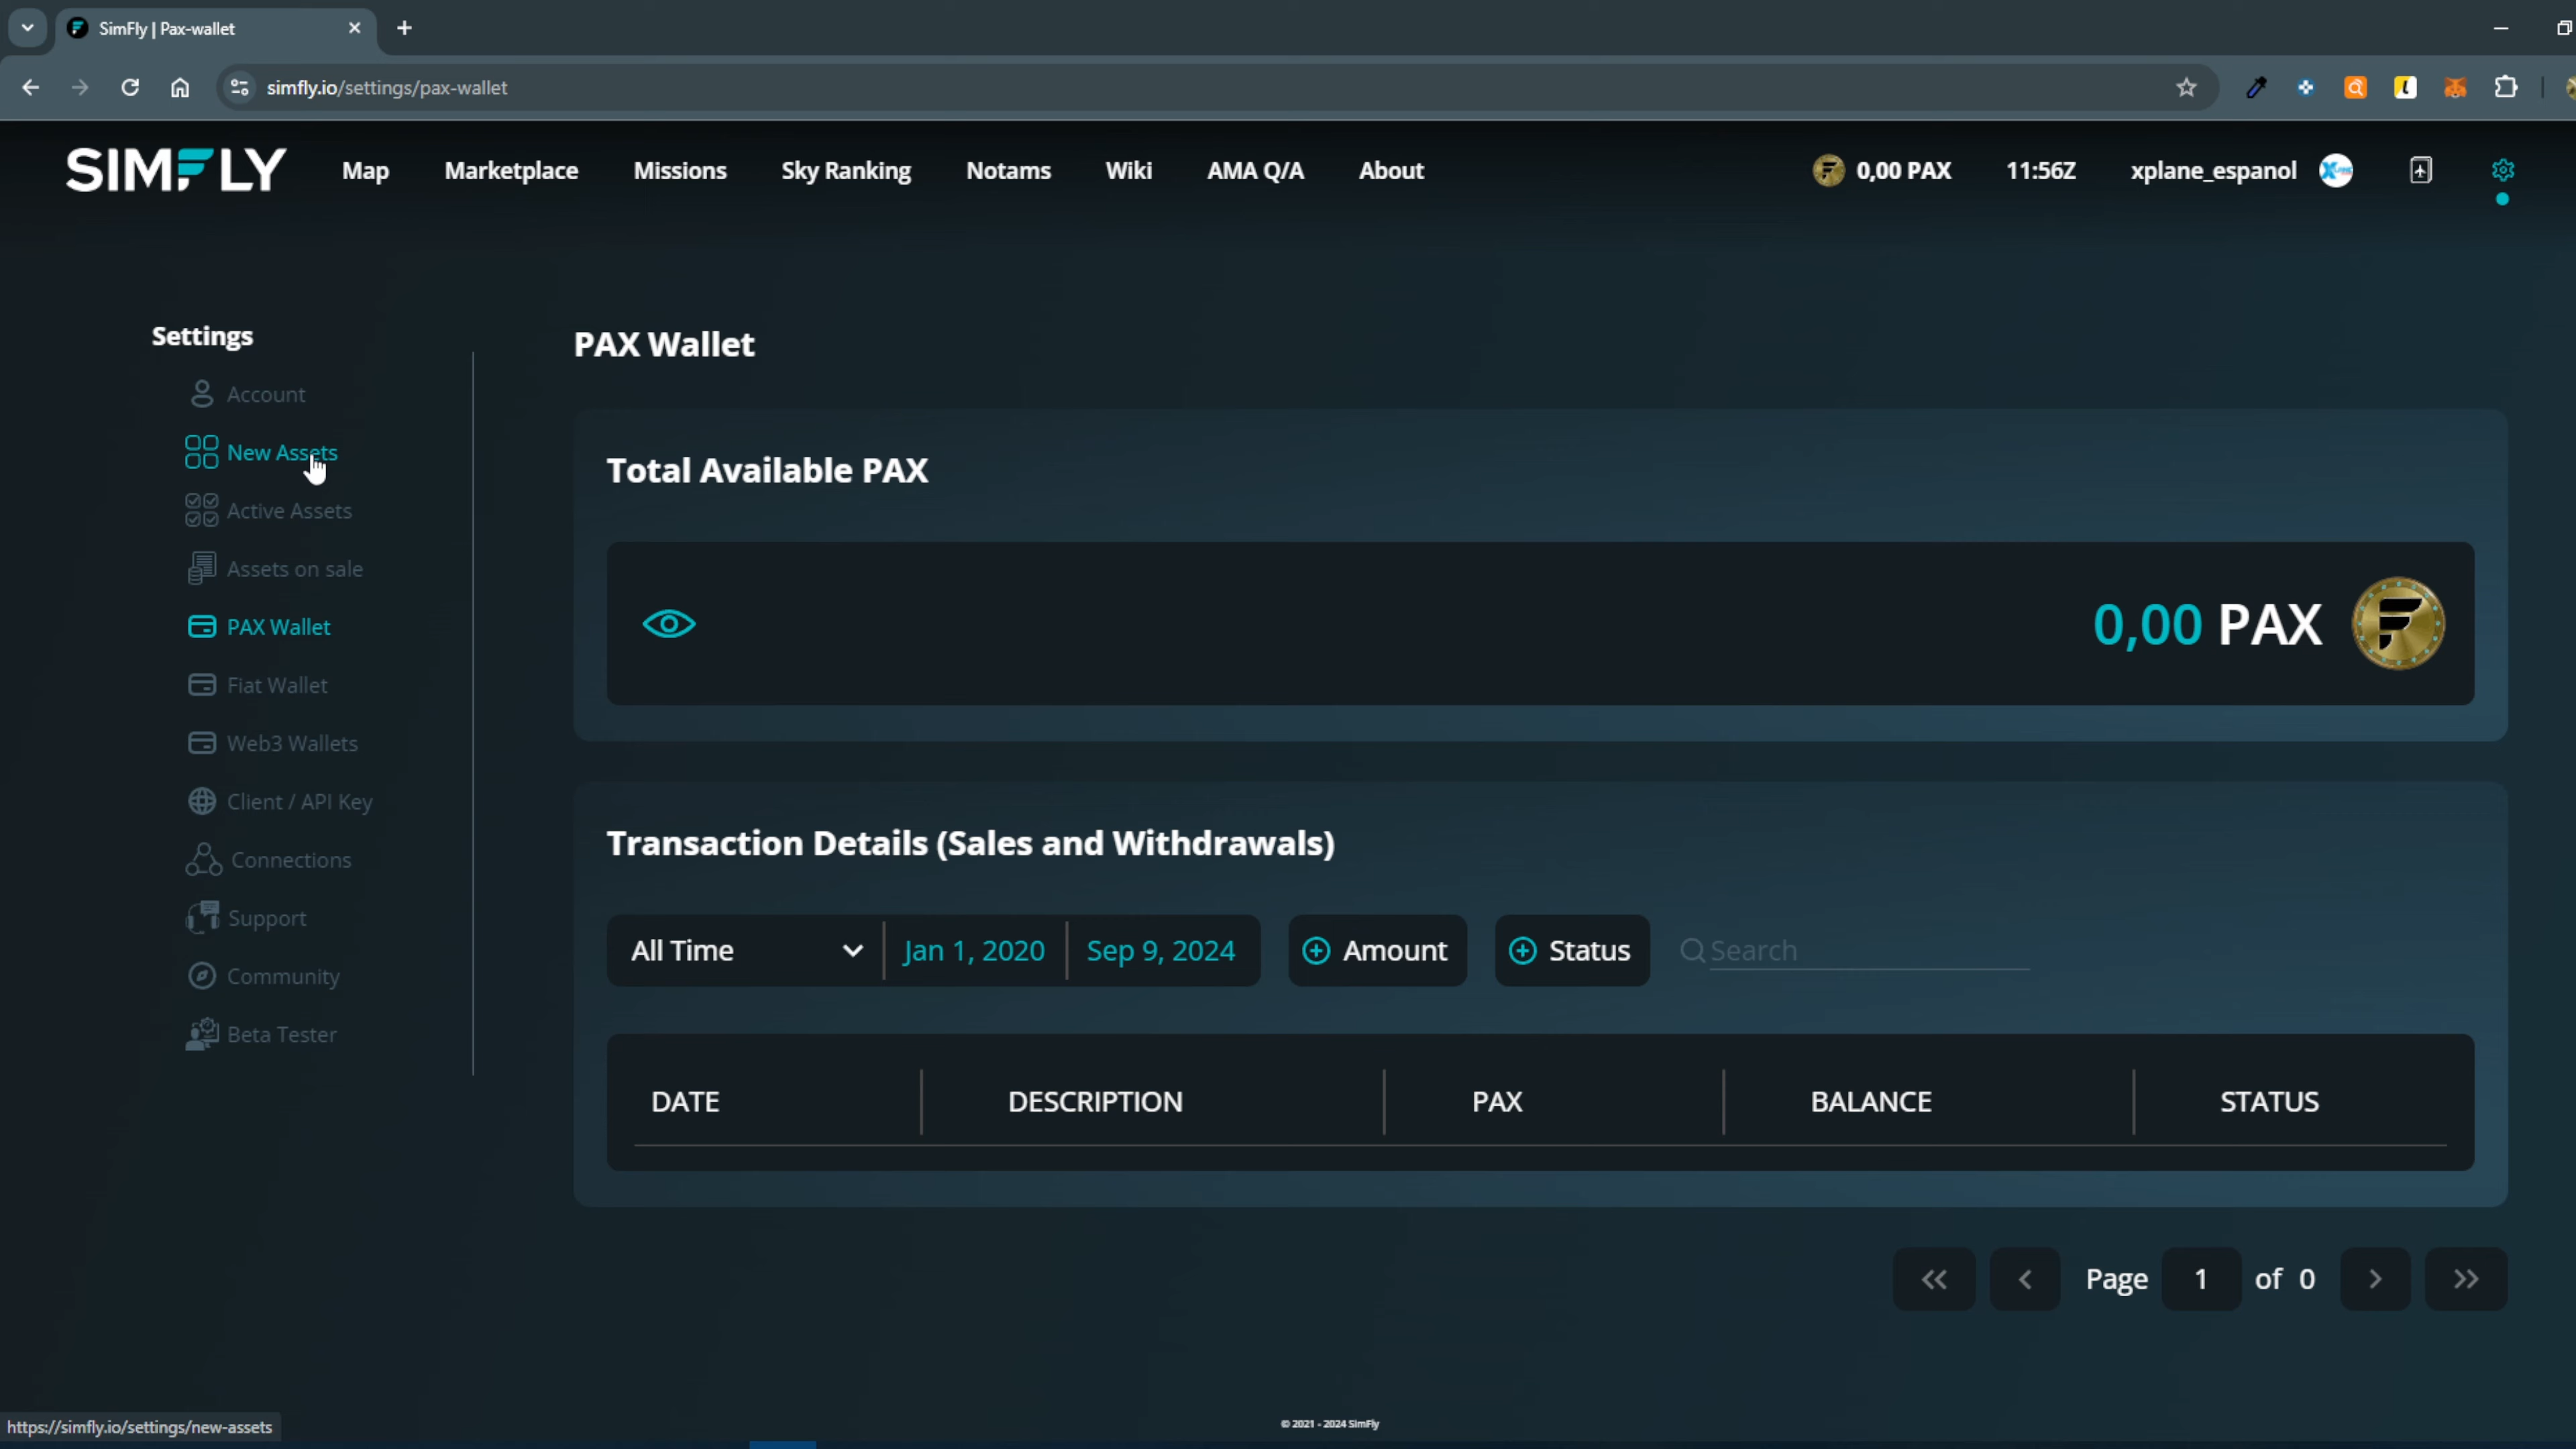 SimFly | Pax-wallet
simfly.io/settings/pax-wallet
SIMFLY Map Marketplace Missions Sky Ranking Notams Wiki AMA Q/A About 0,00 PAX 11:56Z xplane_espanol
Settings
Account
New Assets
Active Assets
Assets on sale
PAX Wallet
Fiat Wallet
Web3 Wallets
Client / API Key
Connections
Support
Community
Beta Tester
PAX Wallet
Total Available PAX
0,00 PAX
Transaction Details (Sales and Withdrawals)
All Time Jan 1, 2020 Sep 9, 2024 Amount Status Search
DATE DESCRIPTION PAX BALANCE STATUS
Page 1 of 0
https://simfly.io/settings/new-assets
© 2021 - 2024 SimFly